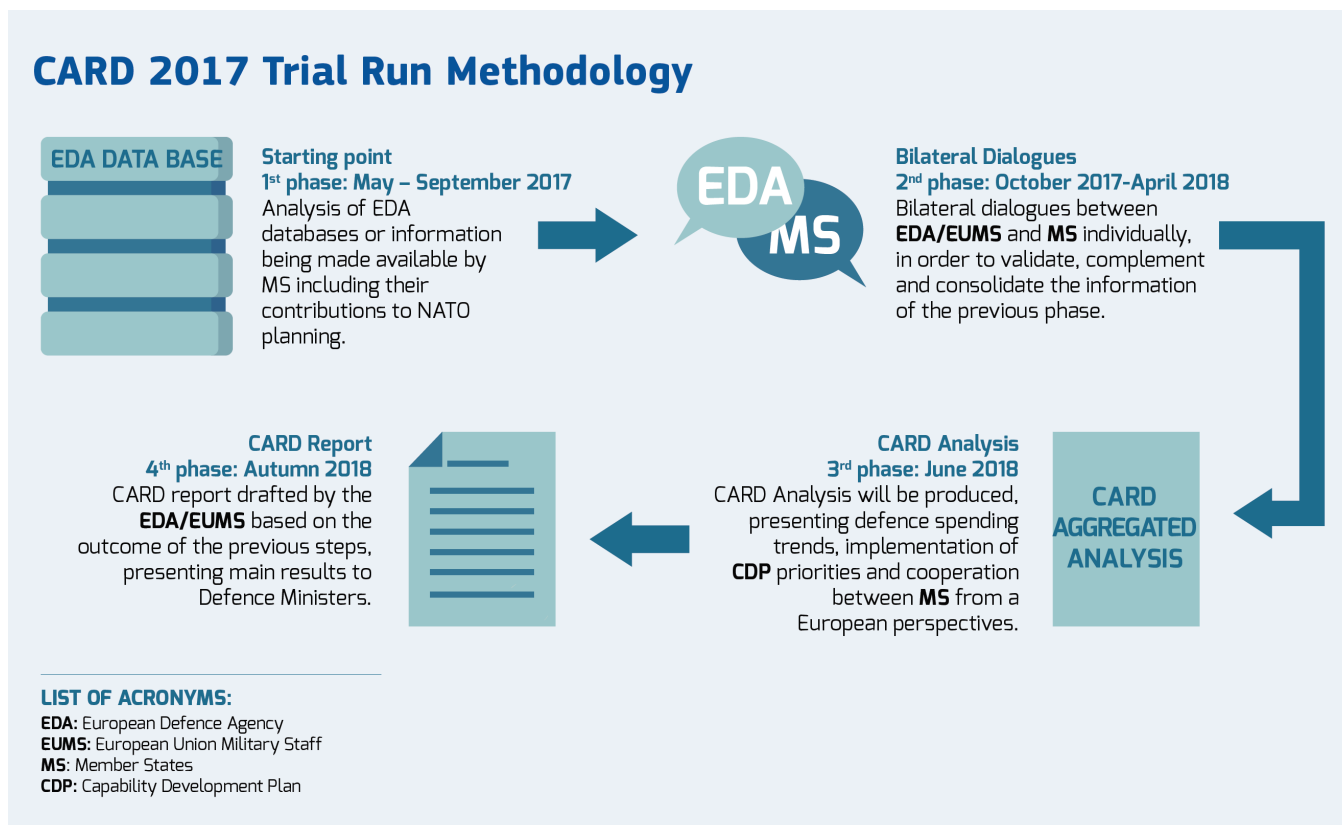 CARD 2017 Trial Run Methodology
EDA DATA BASE
Starting point
1st phase: May – September 2017
Analysis of EDA
databases or information
being made available by
MS including their
contributions to NATO
planning.
EDA
MS
Bilateral Dialogues
2nd phase: October 2017-April 2018
Bilateral dialogues between
EDA/EUMS and MS individually,
in order to validate, complement
and consolidate the information
of the previous phase.
CARD
AGGREGATED
ANALYSIS
CARD Analysis
3rd phase: June 2018
CARD Analysis will be produced,
presenting defence spending
trends, implementation of
CDP priorities and cooperation
between MS from a
European perspectives.
CARD Report
4th phase: Autumn 2018
CARD report drafted by the
EDA/EUMS based on the
outcome of the previous steps,
presenting main results to
Defence Ministers.
LIST OF ACRONYMS:
EDA: European Defence Agency
EUMS: European Union Military Staff
MS: Member States
CDP: Capability Development Plan